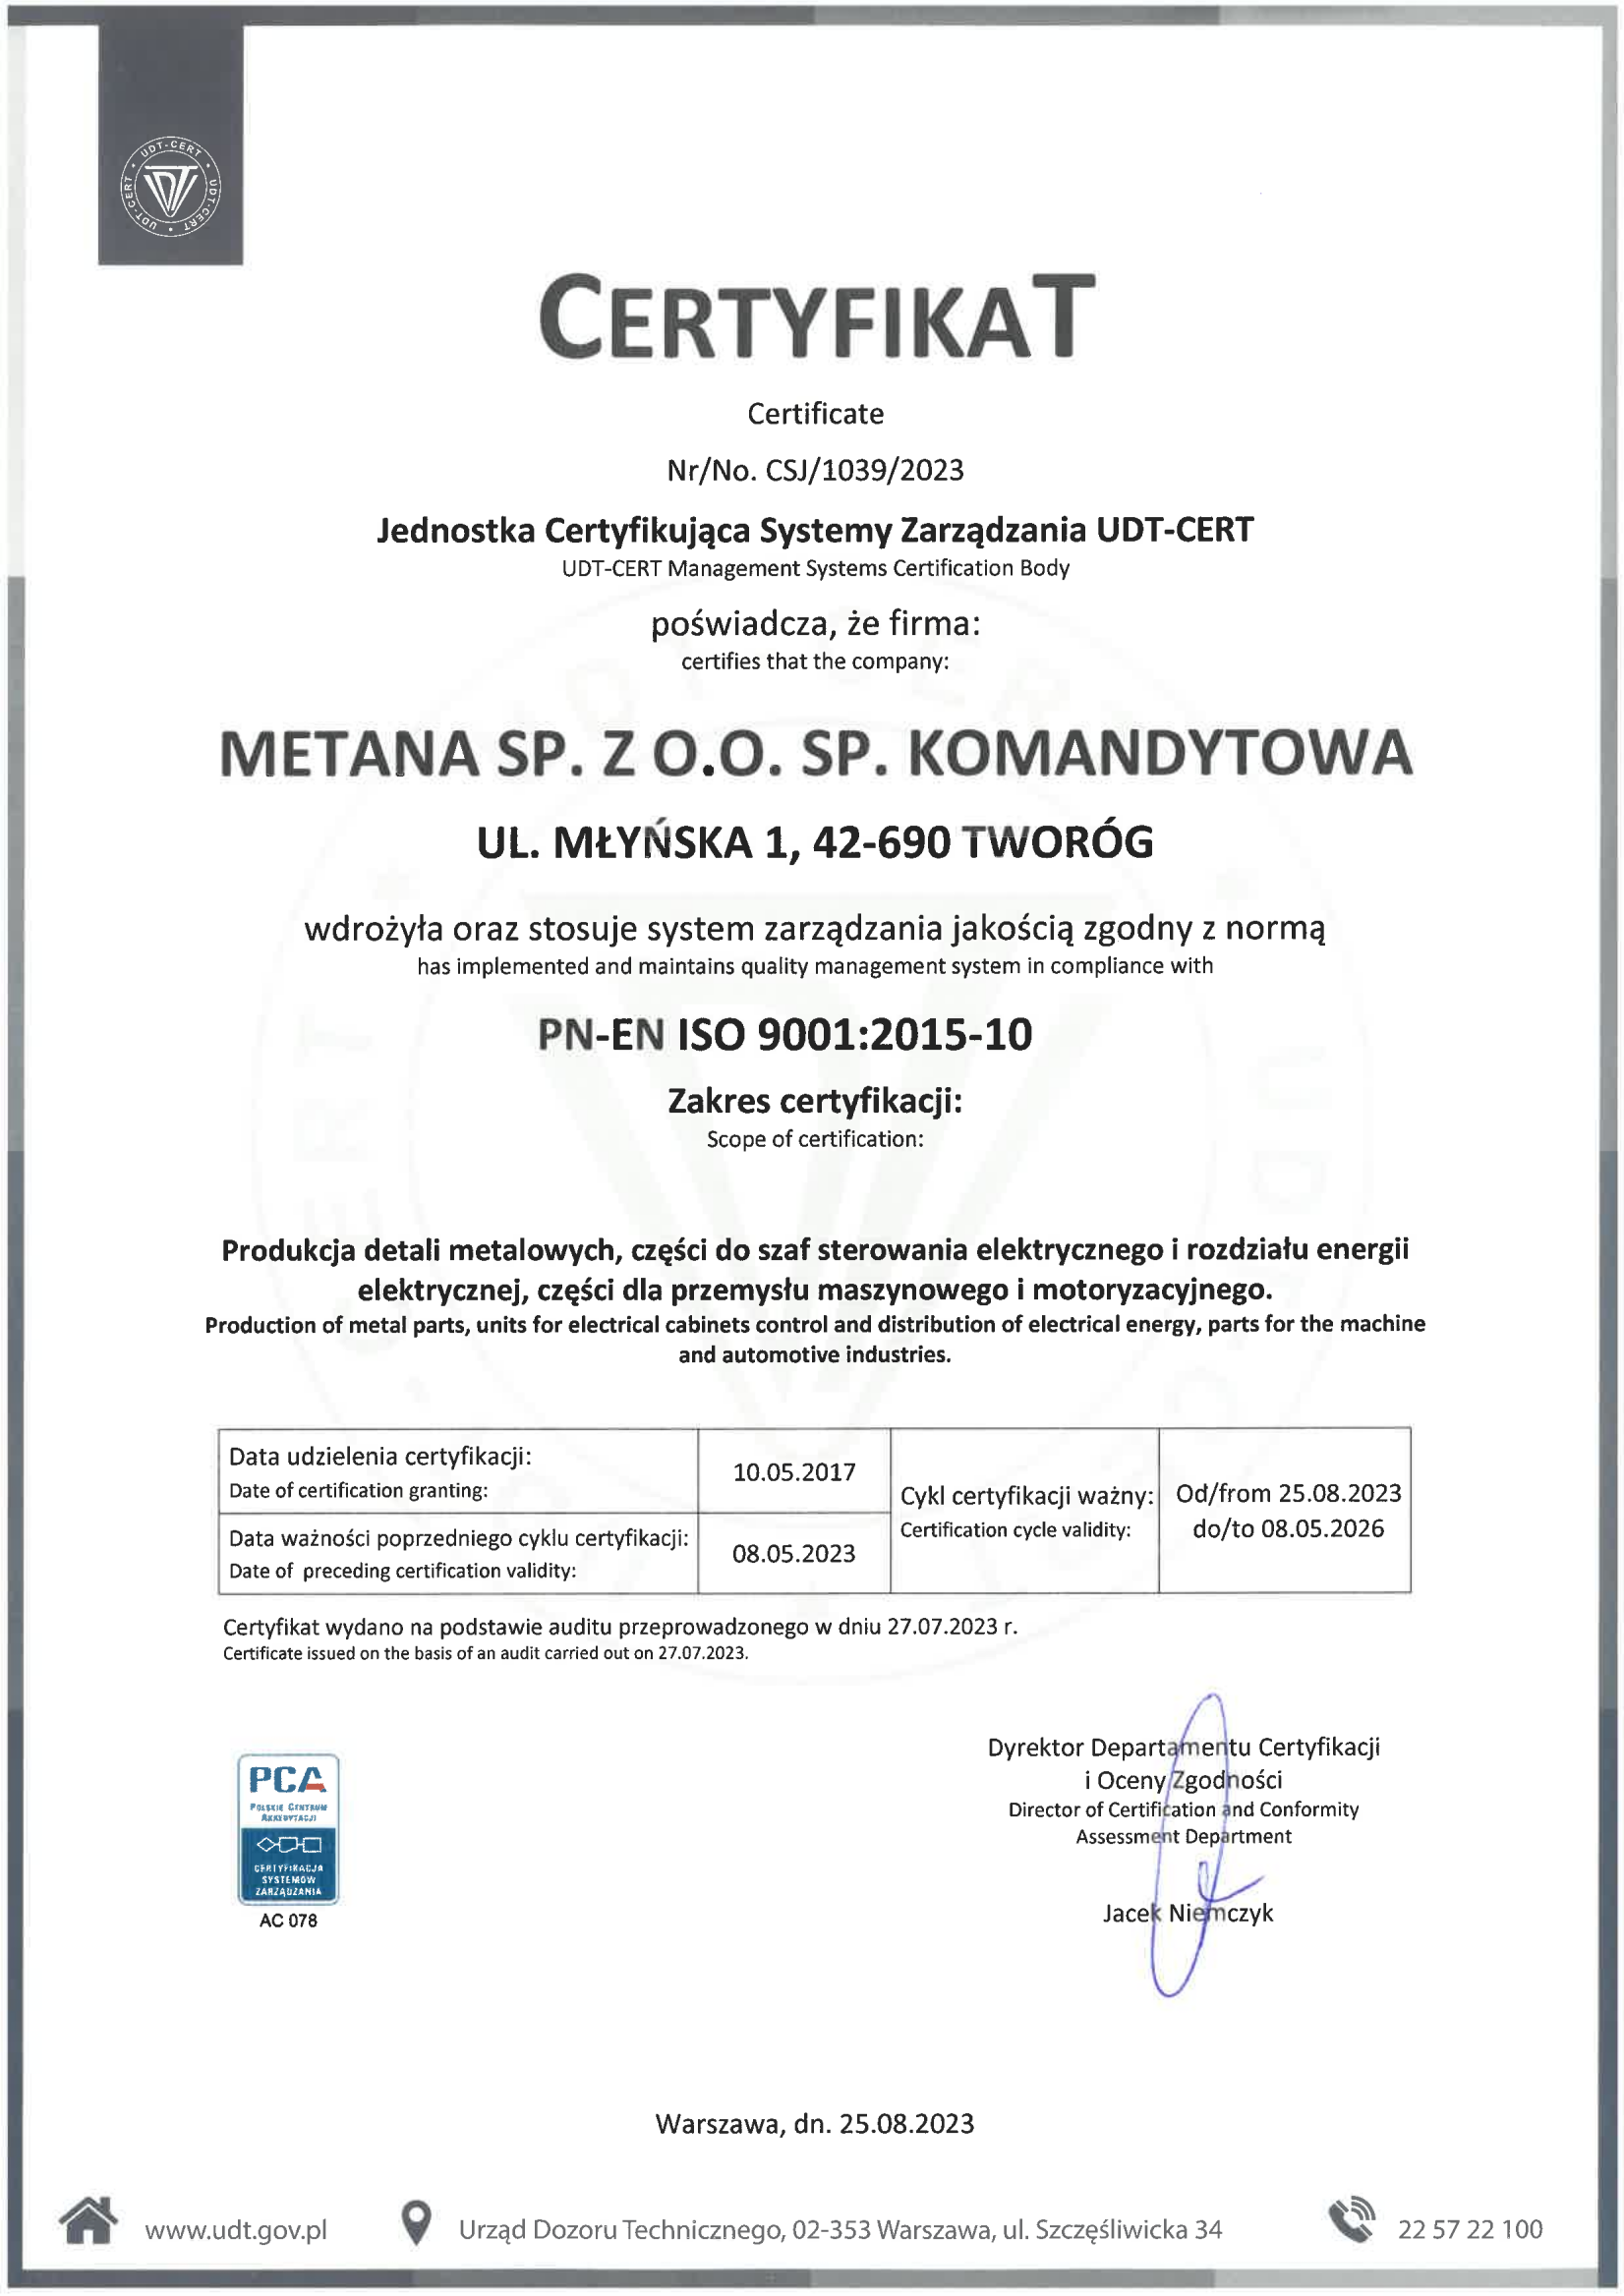 UDT-CERT • UDT-CERT • UDT-CERT •
CERTYFIKAT
Certificate
Nr/No. CSJ/1039/2023
Jednostka Certyfikująca Systemy Zarządzania UDT-CERT
UDT-CERT Management Systems Certification Body
poświadcza, że firma:
certifies that the company:
METANA SP. Z O.O. SP. KOMANDYTOWA
UL. MŁYŃSKA 1, 42-690 TWORÓG
wdrożyła oraz stosuje system zarządzania jakością zgodny z normą
has implemented and maintains quality management system in compliance with
PN-EN ISO 9001:2015-10
Zakres certyfikacji:
Scope of certification:
Produkcja detali metalowych, części do szaf sterowania elektrycznego i rozdziału energii
elektrycznej, części dla przemysłu maszynowego i motoryzacyjnego.
Production of metal parts, units for electrical cabinets control and distribution of electrical energy, parts for the machine
and automotive industries.
Data udzielenia certyfikacji:
Date of certification granting:
10.05.2017
Data ważności poprzedniego cyklu certyfikacji:
Date of preceding certification validity:
08.05.2023
Cykl certyfikacji ważny:
Certification cycle validity:
Od/from 25.08.2023
do/to 08.05.2026
Certyfikat wydano na podstawie auditu przeprowadzonego w dniu 27.07.2023 r.
Certificate issued on the basis of an audit carried out on 27.07.2023.
PCA
POLSKIE CENTRUM
AKREDYTACJI
CERTYFIKACJA
SYSTEMÓW
ZARZĄDZANIA
AC 078
Dyrektor Departamentu Certyfikacji
i Oceny Zgodności
Director of Certification and Conformity
Assessment Department
Jacek Niemczyk
Warszawa, dn. 25.08.2023
www.udt.gov.pl
Urząd Dozoru Technicznego, 02-353 Warszawa, ul. Szczęśliwicka 34
22 57 22 100